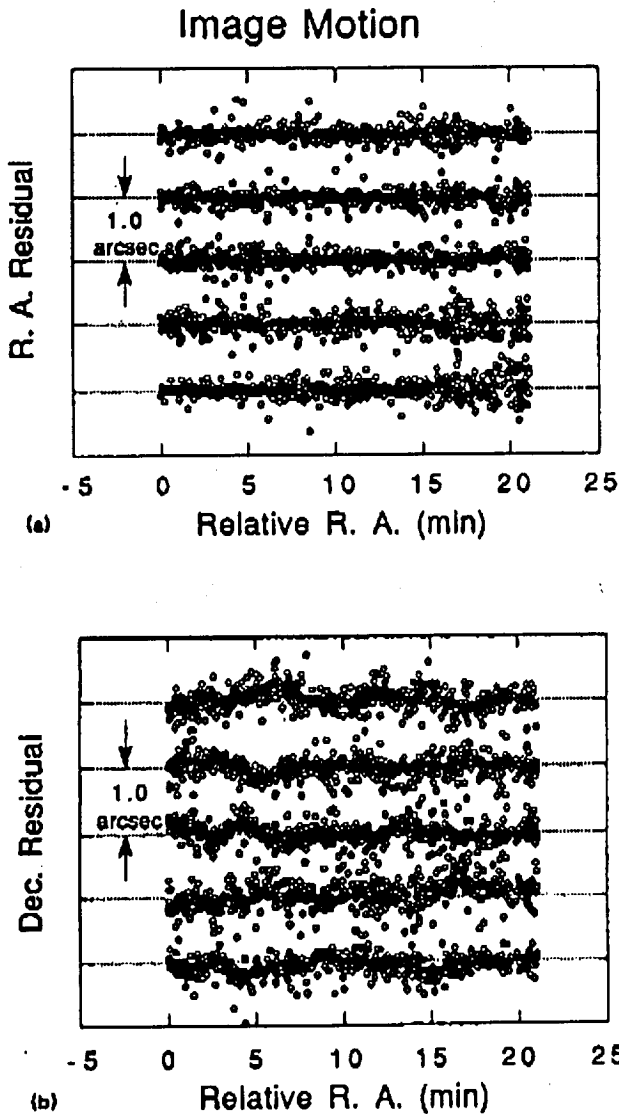 Image Motion
R. A. Residual
1.0
arcsec
-5 0 5 10 15 20 25
(a) Relative R. A. (min)
Dec. Residual
1.0
arcsec
-5 0 5 10 15 20 25
(b) Relative R. A. (min)